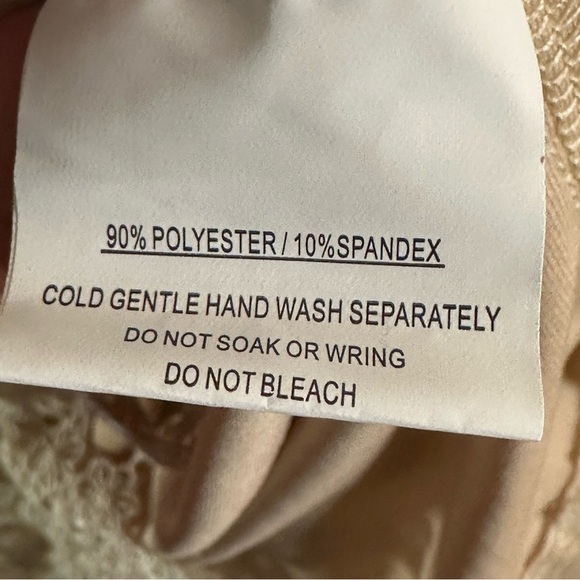 90% POLYESTER / 10%SPANDEX
COLD GENTLE HAND WASH SEPARATELY
DO NOT SOAK OR WRING
DO NOT BLEACH